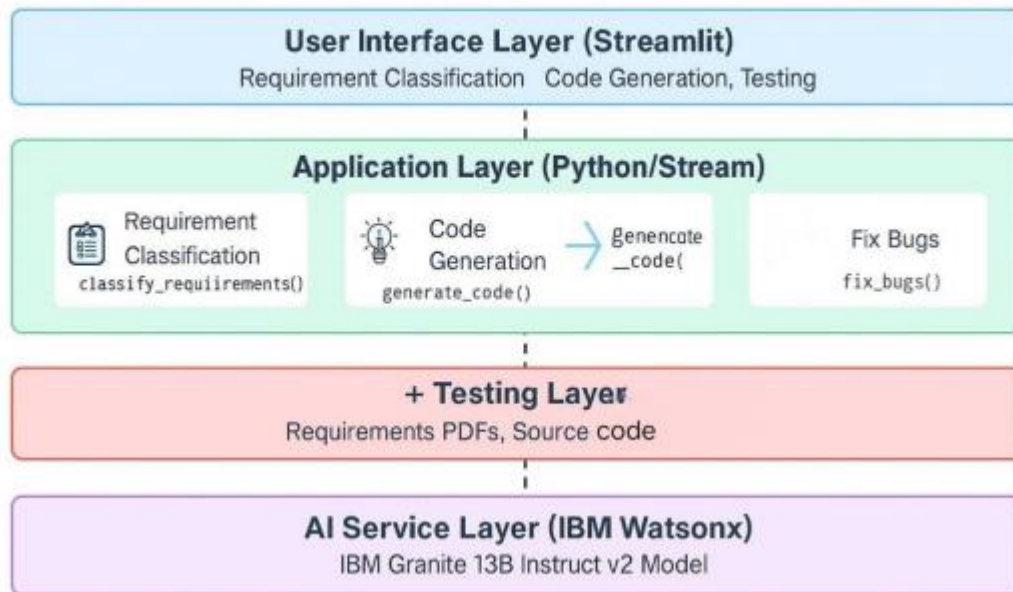 User Interface Layer (Streamlit)
Requirement Classification Code Generation, Testing
Application Layer (Python/Stream)
Requirement
Classification
classify_requiirements()
Code
Generation
generate_code()
genencate
__code(
Fix Bugs
fix_bugs()
+ Testing Layer
Requirements PDFs, Source code
AI Service Layer (IBM Watsonx)
IBM Granite 13B Instruct v2 Model